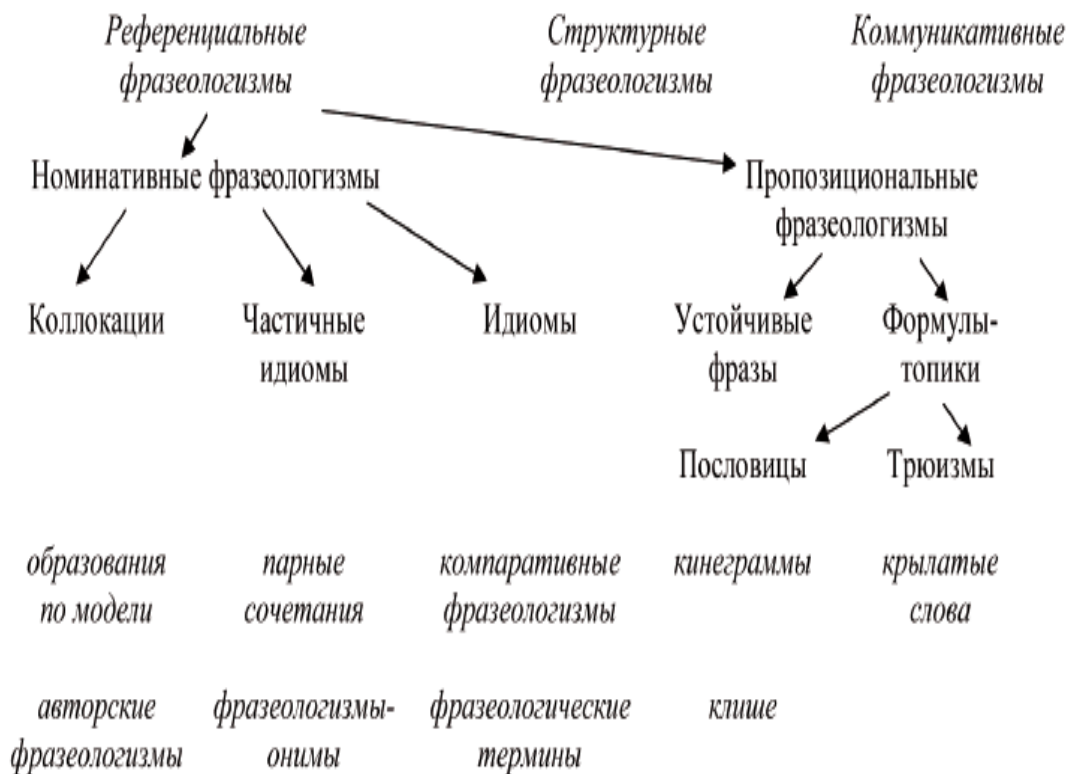 Референциальные
фразеологизмы
Структурные
фразеологизмы
Коммуникативные
фразеологизмы
Номинативные фразеологизмы
Пропозициональные
фразеологизмы
Коллокации
Частичные
идиомы
Идиомы
Устойчивые
фразы
Формулы-
топики
Пословицы
Трюизмы
образования
по модели
парные
сочетания
компаративные
фразеологизмы
кинеграммы
крылатые
слова
авторские
фразеологизмы
фразеологизмы-
онимы
фразеологические
термины
клише